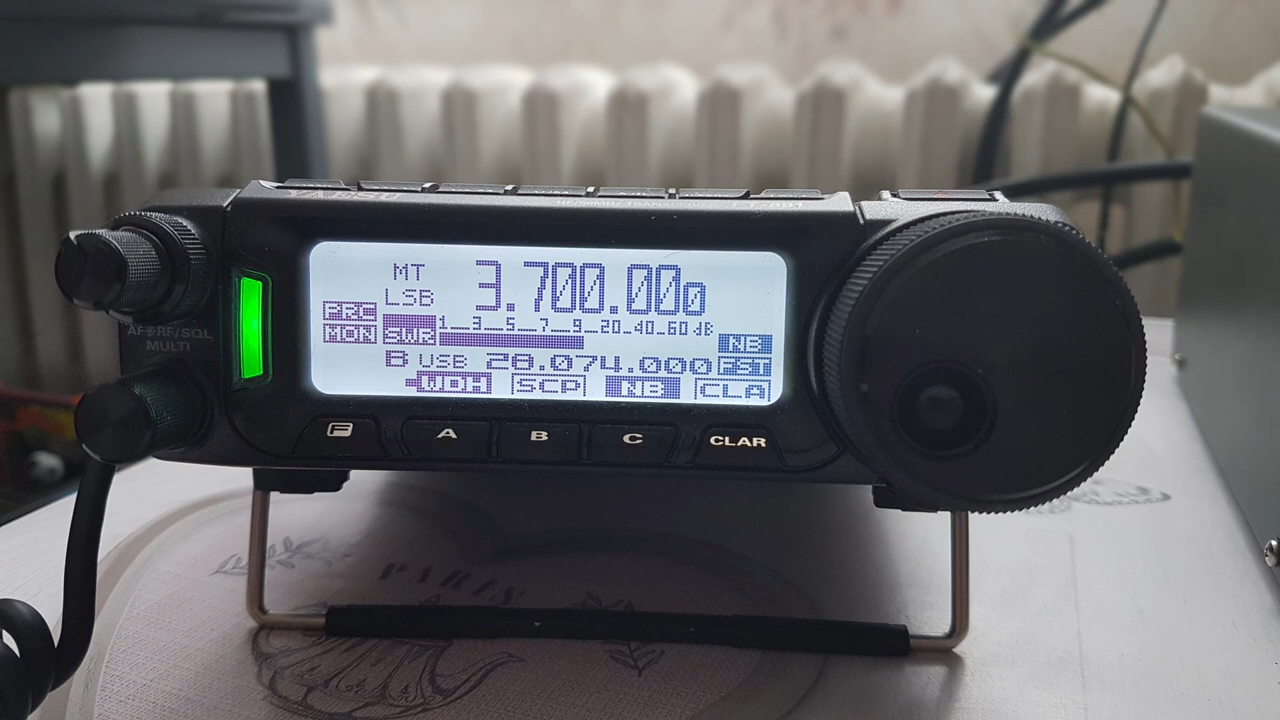 YAESU
MT 3.700.000
LSB
PRC
MON SWR 1 3 5 7 9 20 40 60 dB
NB
B USB 28.074.000 FST
WDH SCP NB CLA
AF⊕RF/SQL
MULTI
F A B C CLAR
PARIS